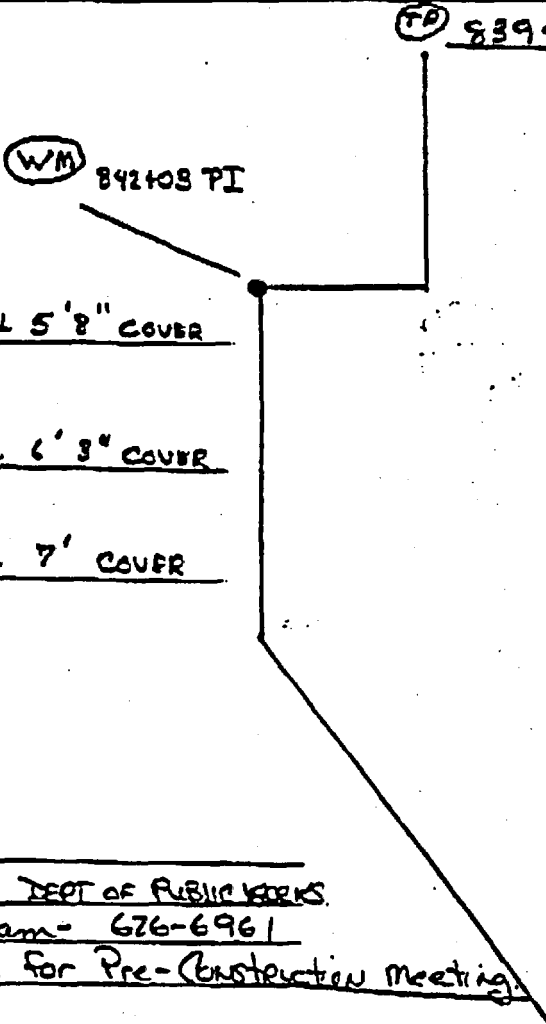 TP 839
WM 842+03 PI
5'8" COVER
6'3" COVER
7' COVER
DEPT OF PUBLIC WORKS.
am- 626-6961
for Pre-Construction Meeting.